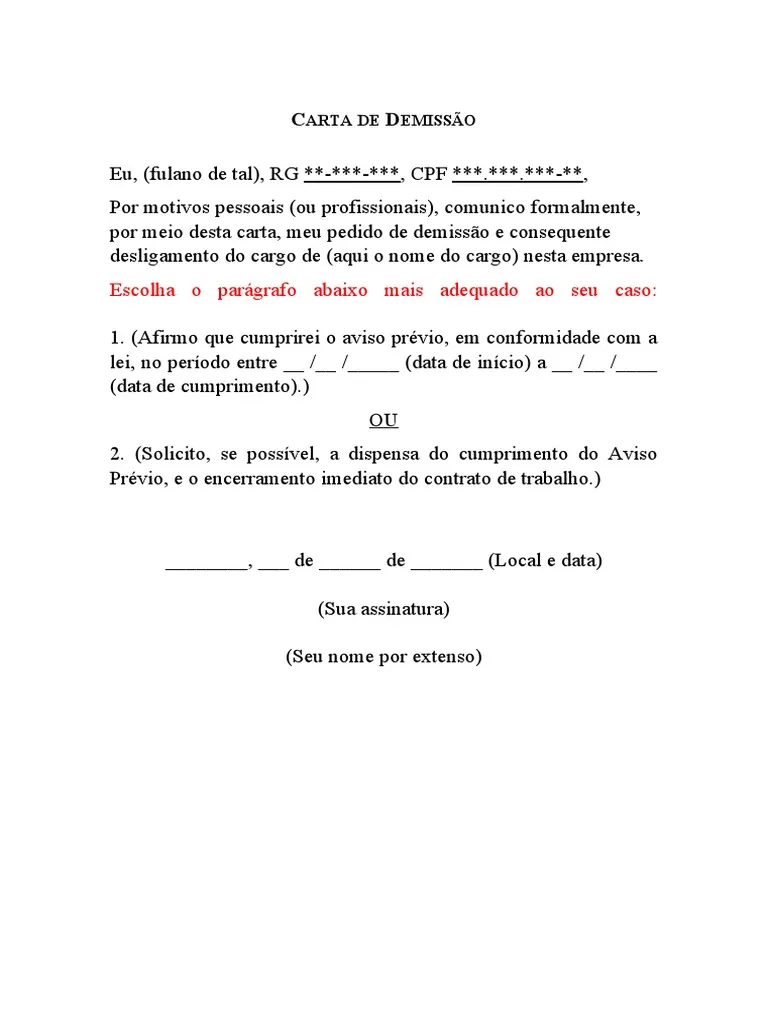 CARTA DE DEMISSÃO
Eu, (fulano de tal), RG **-***-***, CPF ***.***.***-**,
Por motivos pessoais (ou profissionais), comunico formalmente,
por meio desta carta, meu pedido de demissão e consequente
desligamento do cargo de (aqui o nome do cargo) nesta empresa.
Escolha o parágrafo abaixo mais adequado ao seu caso:
1. (Afirmo que cumprirei o aviso prévio, em conformidade com a
lei, no período entre __ /__ /_____ (data de início) a __ /__ /____
(data de cumprimento).)
OU
2. (Solicito, se possível, a dispensa do cumprimento do Aviso
Prévio, e o encerramento imediato do contrato de trabalho.)
________, ___ de ______ de _______ (Local e data)
(Sua assinatura)
(Seu nome por extenso)